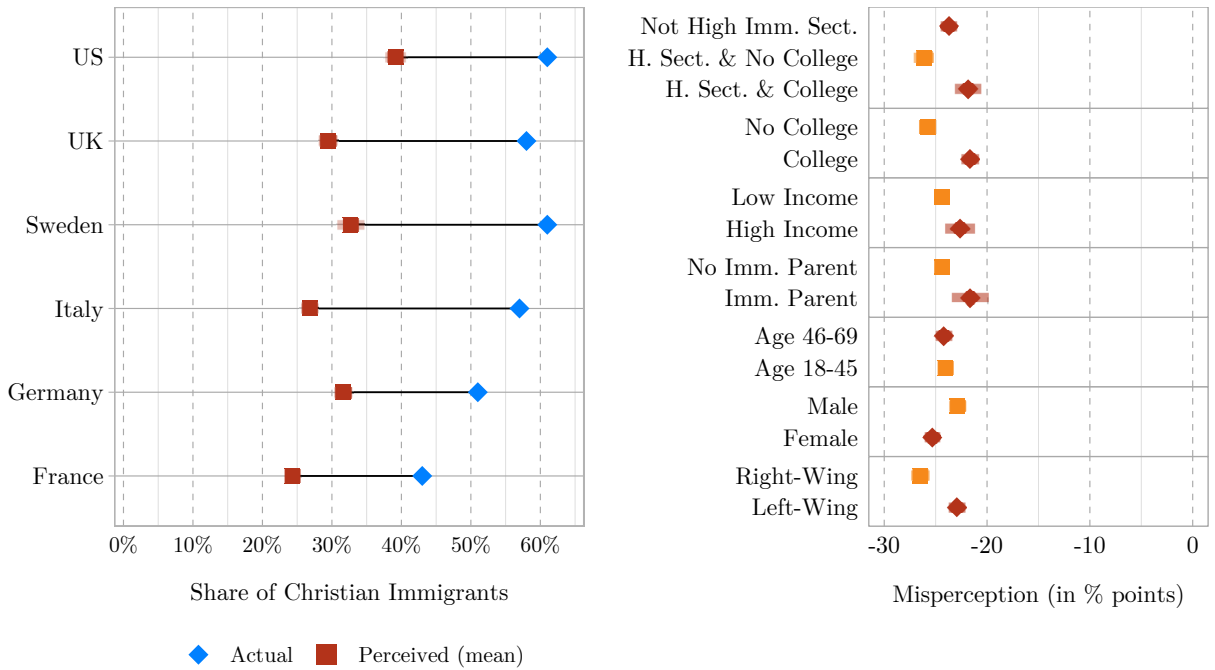 US
UK
Sweden
Italy
Germany
France
0% 10% 20% 30% 40% 50% 60%
Share of Christian Immigrants
Actual Perceived (mean)
Not High Imm. Sect.
H. Sect. & No College
H. Sect. & College
No College
College
Low Income
High Income
No Imm. Parent
Imm. Parent
Age 46-69
Age 18-45
Male
Female
Right-Wing
Left-Wing
-30 -20 -10 0
Misperception (in % points)